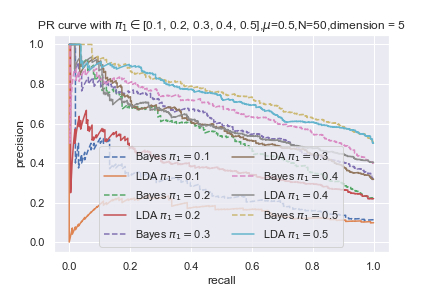 PR curve with π₁ ∈ [0.1, 0.2, 0.3, 0.4, 0.5],μ=0.5,N=50,dimension = 5
precision
1.0
0.8
0.6
0.4
0.2
0.0
Bayes π₁ = 0.1
LDA π₁ = 0.1
Bayes π₁ = 0.2
LDA π₁ = 0.2
Bayes π₁ = 0.3
LDA π₁ = 0.3
Bayes π₁ = 0.4
LDA π₁ = 0.4
Bayes π₁ = 0.5
LDA π₁ = 0.5
0.0 0.2 0.4 0.6 0.8 1.0
recall